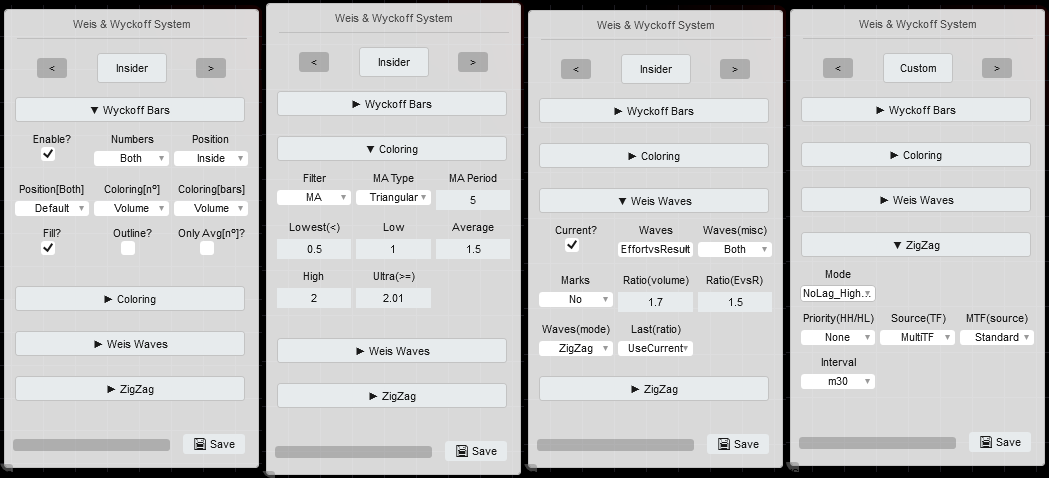 Weis & Wyckoff System
< Insider >
▼ Wyckoff Bars
Enable? Numbers Position
Both Inside
Position[Both] Coloring[nº] Coloring[bars]
Default Volume Volume
Fill? Outline? Only Avg[nº]?
► Coloring
► Weis Waves
► ZigZag
Save
Weis & Wyckoff System
< Insider >
► Wyckoff Bars
▼ Coloring
Filter MA Type MA Period
MA Triangular 5
Lowest(<) Low Average
0.5 1 1.5
High Ultra(>=)
2 2.01
► Weis Waves
► ZigZag
Save
Weis & Wyckoff System
< Insider >
► Wyckoff Bars
► Coloring
▼ Weis Waves
Current? Waves Waves(misc)
EffortvsResult Both
Marks Ratio(volume) Ratio(EvsR)
No 1.7 1.5
Waves(mode) Last(ratio)
ZigZag UseCurrent
► ZigZag
Save
Weis & Wyckoff System
< Custom >
► Wyckoff Bars
► Coloring
► Weis Waves
▼ ZigZag
Mode
NoLag_High...
Priority(HH/HL) Source(TF) MTF(source)
None MultiTF Standard
Interval
m30
Save